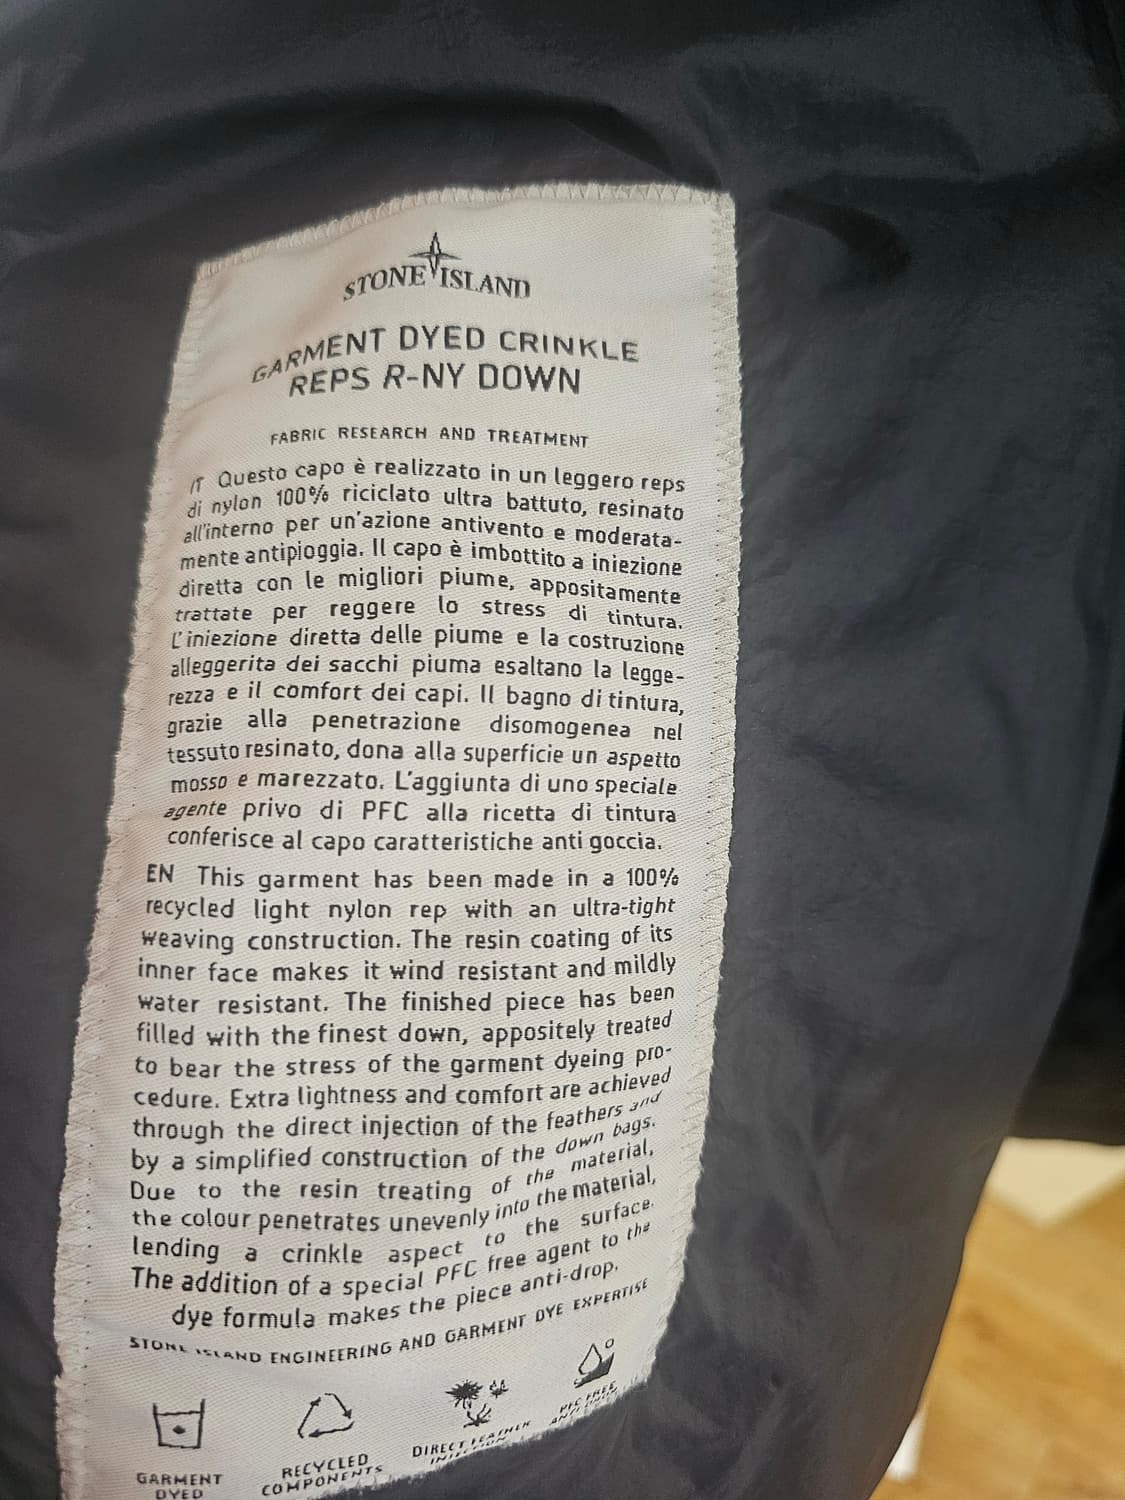 STONE ISLAND
GARMENT DYED CRINKLE
REPS R-NY DOWN
FABRIC RESEARCH AND TREATMENT
IT Questo capo è realizzato in un leggero reps
di nylon 100% riciclato ultra battuto, resinato
all'interno per un'azione antivento e moderata-
mente antipioggia. Il capo è imbottito a iniezione
diretta con le migliori piume, appositamente
trattate per reggere lo stress di tintura.
L'iniezione diretta delle piume e la costruzione
alleggerita dei sacchi piuma esaltano la legge-
rezza e il comfort dei capi. Il bagno di tintura,
grazie alla penetrazione disomogenea nel
tessuto resinato, dona alla superficie un aspetto
mosso e marezzato. L'aggiunta di uno speciale
agente privo di PFC alla ricetta di tintura
conferisce al capo caratteristiche anti goccia.
EN This garment has been made in a 100%
recycled light nylon rep with an ultra-tight
weaving construction. The resin coating of its
inner face makes it wind resistant and mildly
water resistant. The finished piece has been
filled with the finest down, appositely treated
to bear the stress of the garment dyeing pro-
cedure. Extra lightness and comfort are achieved
through the direct injection of the feathers and
by a simplified construction of the down bags.
Due to the resin treating of the material,
the colour penetrates unevenly into the material,
lending a crinkle aspect to the surface.
The addition of a special PFC free agent to the
dye formula makes the piece anti-drop.
STONE ISLAND ENGINEERING AND GARMENT DYE EXPERTISE
GARMENT
DYED
RECYCLED
COMPONENTS
DIRECT FEATHER
INJECTION
PFC FREE
ANTI